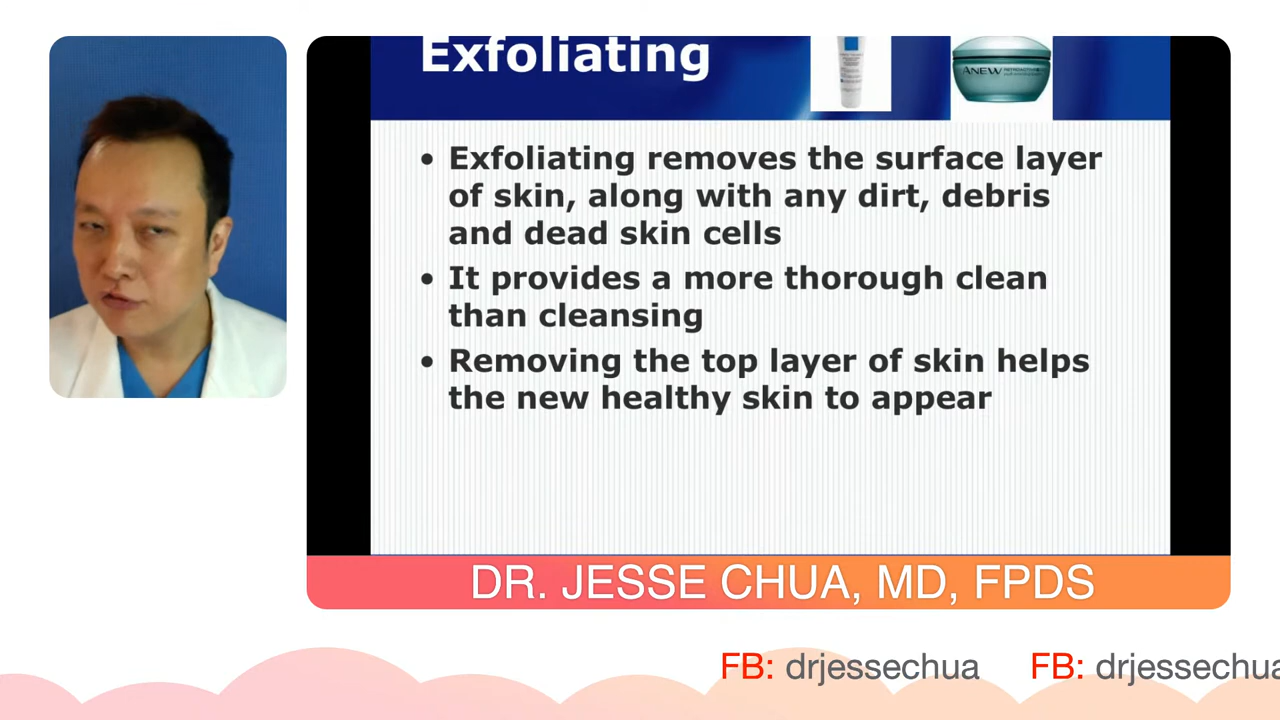 Exfoliating
ANEW
• Exfoliating removes the surface layer
of skin, along with any dirt, debris
and dead skin cells
• It provides a more thorough clean
than cleansing
• Removing the top layer of skin helps
the new healthy skin to appear
DR. JESSE CHUA, MD, FPDS
FB: drjessechua FB: drjessechua